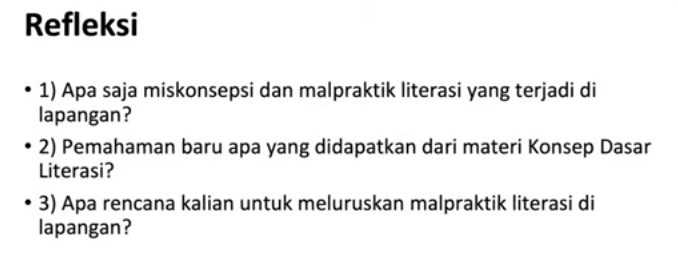 Refleksi
• 1) Apa saja miskonsepsi dan malpraktik literasi yang terjadi di
lapangan?
• 2) Pemahaman baru apa yang didapatkan dari materi Konsep Dasar
Literasi?
• 3) Apa rencana kalian untuk meluruskan malpraktik literasi di
lapangan?